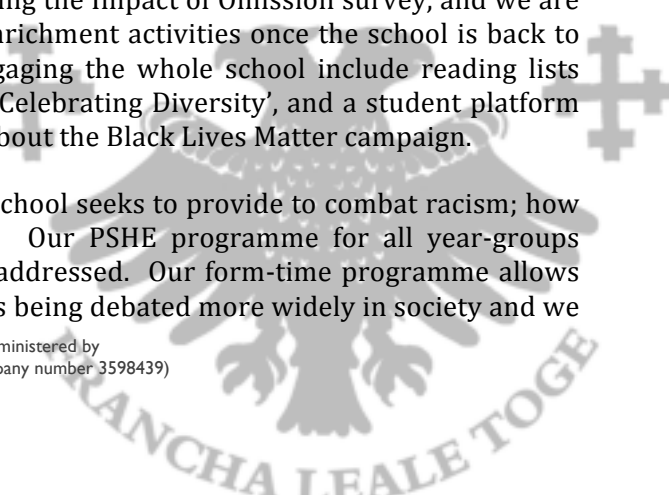 ing the Impact of Omission survey, and we are
nrichment activities once the school is back to
gaging the whole school include reading lists
Celebrating Diversity’, and a student platform
bout the Black Lives Matter campaign.
chool seeks to provide to combat racism; how
Our PSHE programme for all year-groups
addressed. Our form-time programme allows
s being debated more widely in society and we
ministered by
pany number 3598439)
FRANCHA LEALE TOGE